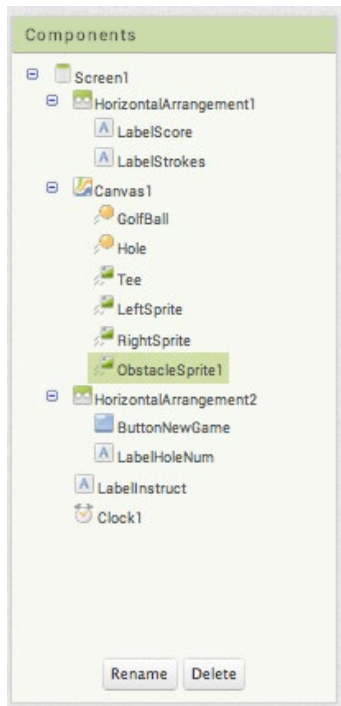 Components
Screen1
HorizontalArrangement1
A LabelScore
A LabelStrokes
Canvas1
GolfBall
Hole
Tee
LeftSprite
RightSprite
ObstacleSprite1
HorizontalArrangement2
ButtonNewGame
A LabelHoleNum
A LabelInstruct
Clock1
Rename Delete